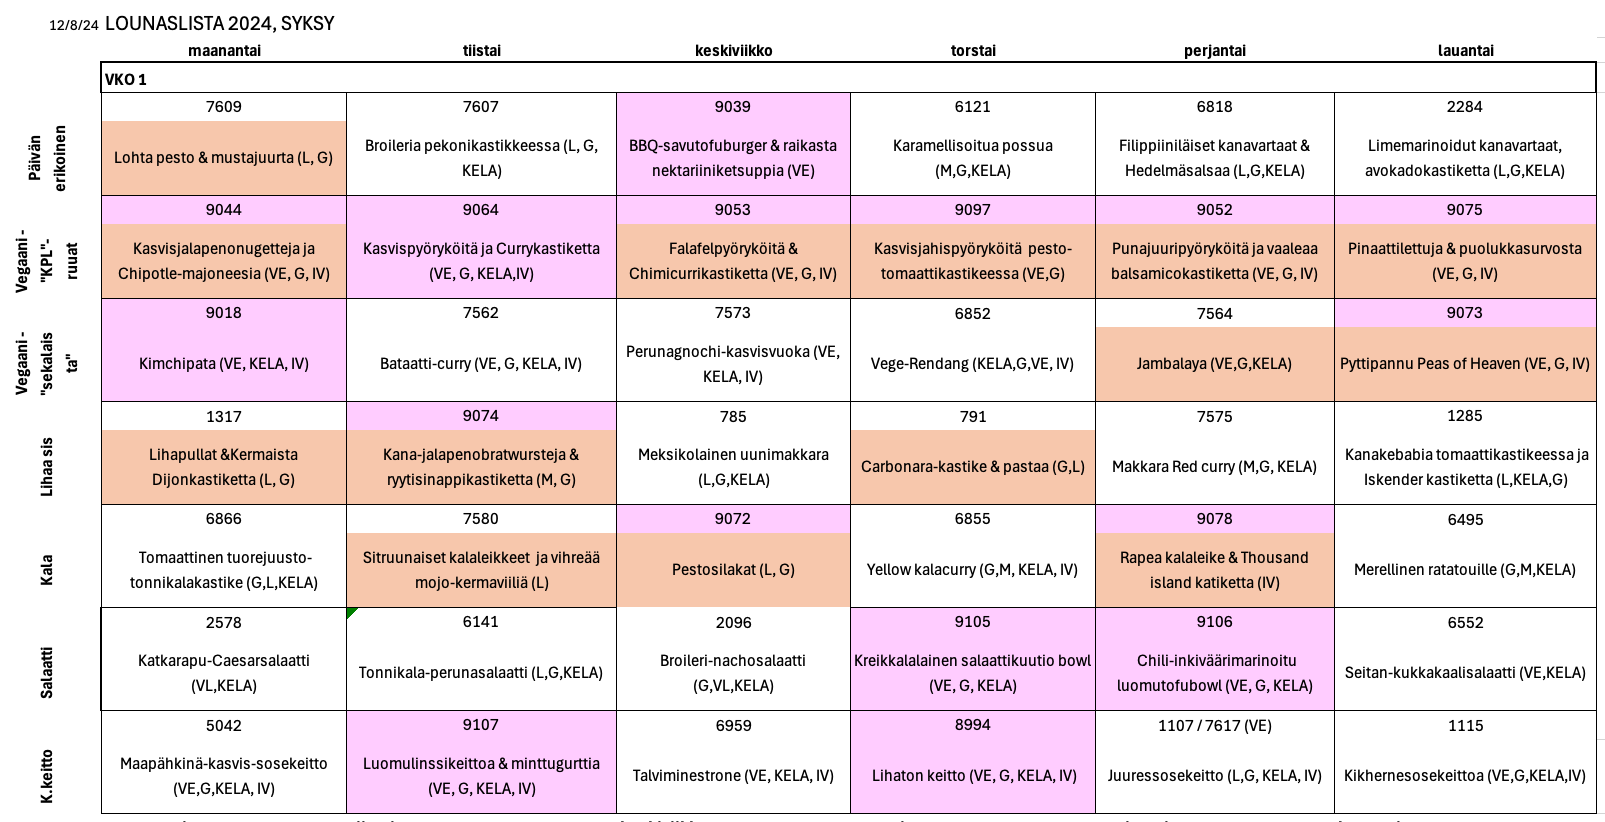 12/8/24 LOUNASLISTA 2024, SYKSY
maanantai tiistai keskiviikko torstai perjantai lauantai
VKO 1
Päivän
erikoinen
7609 7607 9039 6121 6818 2284
Lohta pesto & mustajuurta (L, G)
Broileria pekonikastikkeessa (L, G,
KELA)
BBQ-savutofuburger & raikasta
nektariiniketsuppia (VE)
Karamellisoitua possua
(M,G,KELA)
Filippiiniläiset kanavartaat &
Hedelmäsalsaa (L,G,KELA)
Limemarinoidut kanavartaat,
avokadokastiketta (L,G,KELA)
Vegaani -
"KPL"-
ruuat
9044 9064 9053 9097 9052 9075
Kasvisjalapenonugetteja ja
Chipotle-majoneesia (VE, G, IV)
Kasvispyöryköitä ja Currykastiketta
(VE, G, KELA,IV)
Falafelpyöryköitä &
Chimicurrikastiketta (VE, G, IV)
Kasvisjahispyöryköitä pesto-
tomaattikastikeessa (VE,G)
Punajuuripyöryköitä ja vaaleaa
balsamicokastiketta (VE, G, IV)
Pinaattilettuja & puolukkasurvosta
(VE, G, IV)
Vegaani -
"sekalais
ta"
9018 7562 7573 6852 7564 9073
Kimchipata (VE, KELA, IV)
Bataatti-curry (VE, G, KELA, IV)
Perunagnochi-kasvisvuoka (VE,
KELA, IV)
Vege-Rendang (KELA,G,VE, IV)
Jambalaya (VE,G,KELA)
Pyttipannu Peas of Heaven (VE, G, IV)
Lihaa sis
1317 9074 785 791 7575 1285
Lihapullat &Kermaista
Dijonkastiketta (L, G)
Kana-jalapenobratwursteja &
ryytisinappikastiketta (M, G)
Meksikolainen uunimakkara
(L,G,KELA)
Carbonara-kastike & pastaa (G,L)
Makkara Red curry (M,G, KELA)
Kanakebabia tomaattikastikeessa ja
Iskender kastiketta (L,KELA,G)
Kala
6866 7580 9072 6855 9078 6495
Tomaattinen tuorejuusto-
tonnikalakastike (G,L,KELA)
Sitruunaiset kalaleikkeet ja vihreää
mojo-kermaviiliä (L)
Pestosilakat (L, G)
Yellow kalacurry (G,M, KELA, IV)
Rapea kalaleike & Thousand
island katiketta (IV)
Merellinen ratatouille (G,M,KELA)
Salaatti
2578 6141 2096 9105 9106 6552
Katkarapu-Caesarsalaatti
(VL,KELA)
Tonnikala-perunasalaatti (L,G,KELA)
Broileri-nachosalaatti
(G,VL,KELA)
Kreikkalalainen salaattikuutio bowl
(VE, G, KELA)
Chili-inkiväärimarinoitu
luomutofubowl (VE, G, KELA)
Seitan-kukkakaalisalaatti (VE,KELA)
K.keitto
5042 9107 6959 8994 1107 / 7617 (VE) 1115
Maapähkinä-kasvis-sosekeitto
(VE,G,KELA, IV)
Luomulinssikeittoa & minttugurttia
(VE, G, KELA, IV)
Talviminestrone (VE, KELA, IV)
Lihaton keitto (VE, G, KELA, IV)
Juuressosekeitto (L,G, KELA, IV)
Kikhernesosekeittoa (VE,G,KELA,IV)